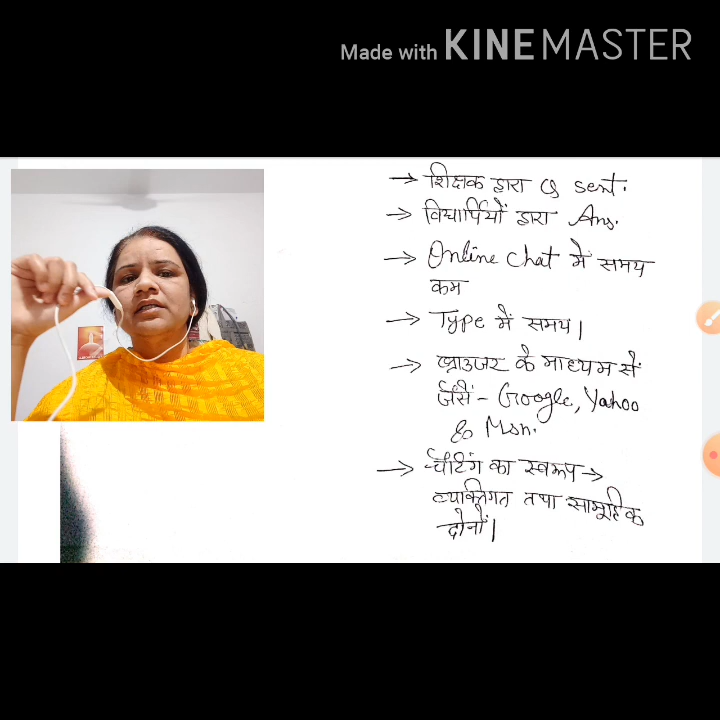 Made with KINEMASTER
→ शिक्षक द्वारा Q sent.
→ विद्यार्थियों द्वारा Ans.
→ Online Chat में समय
कम
→ Type में समय।
→ ब्राउजर के माध्यम से
जैसे - Google, Yahoo
& Msn.
→ चैटिंग का स्वरूप →
व्यक्तिगत तथा सामूहिक
दोनों।